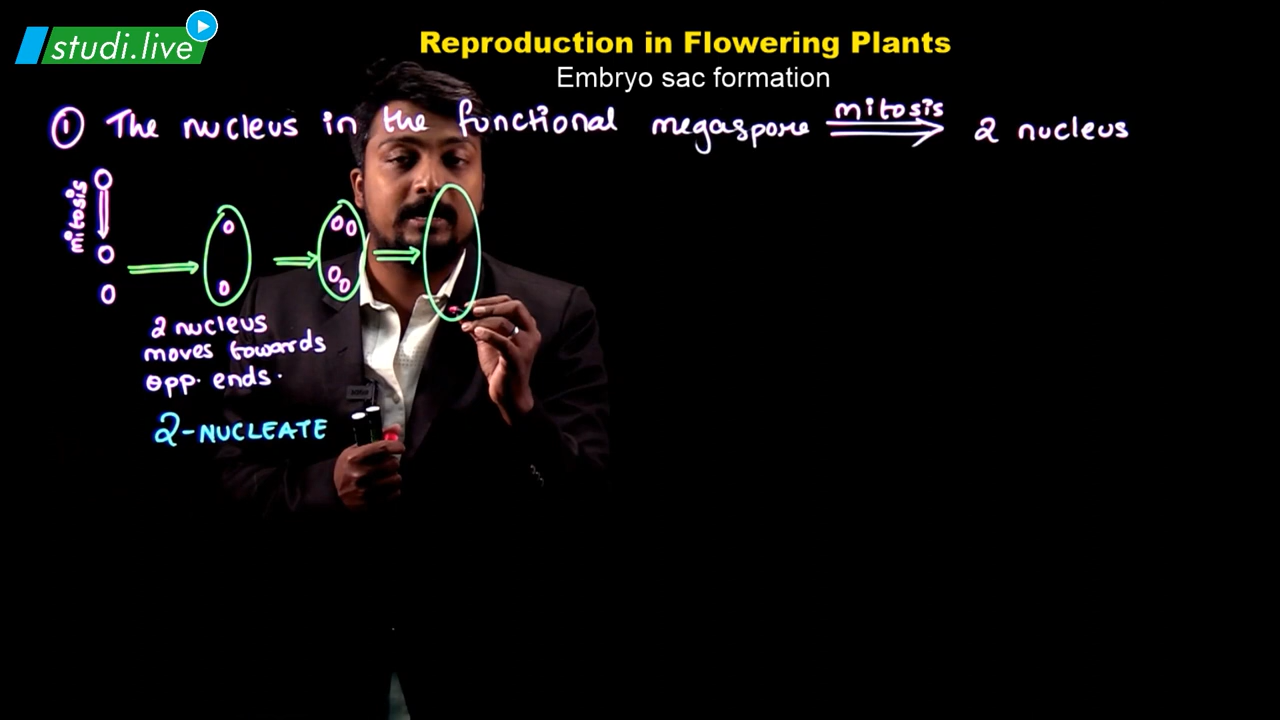 studi.live
Reproduction in Flowering Plants
Embryo sac formation
① The nucleus in the functional megaspore mitosis 2 nucleus
mitosis
2 nucleus
moves towards
opp. ends.
2-NUCLEATE